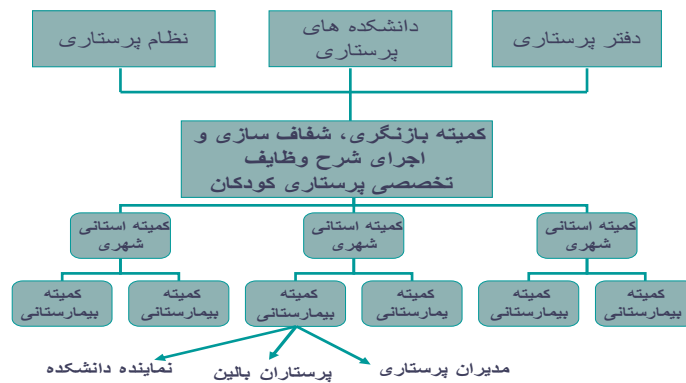 دفتر پرستاری
دانشکده های
پرستاری
نظام پرستاری
کمیته بازنگری، شفاف سازی و
اجرای شرح وظایف
تخصصی پرستاری کودکان
کمیته استانی
شهری
کمیته استانی
شهری
کمیته استانی
شهری
کمیته
بیمارستانی
کمیته
بیمارستانی
کمیته
یمارستانی
کمیته
بیمارستانی
کمیته
بیمارستانی
کمیته
بیمارستانی
مدیران پرستاری
پرستاران بالین
نماینده دانشکده